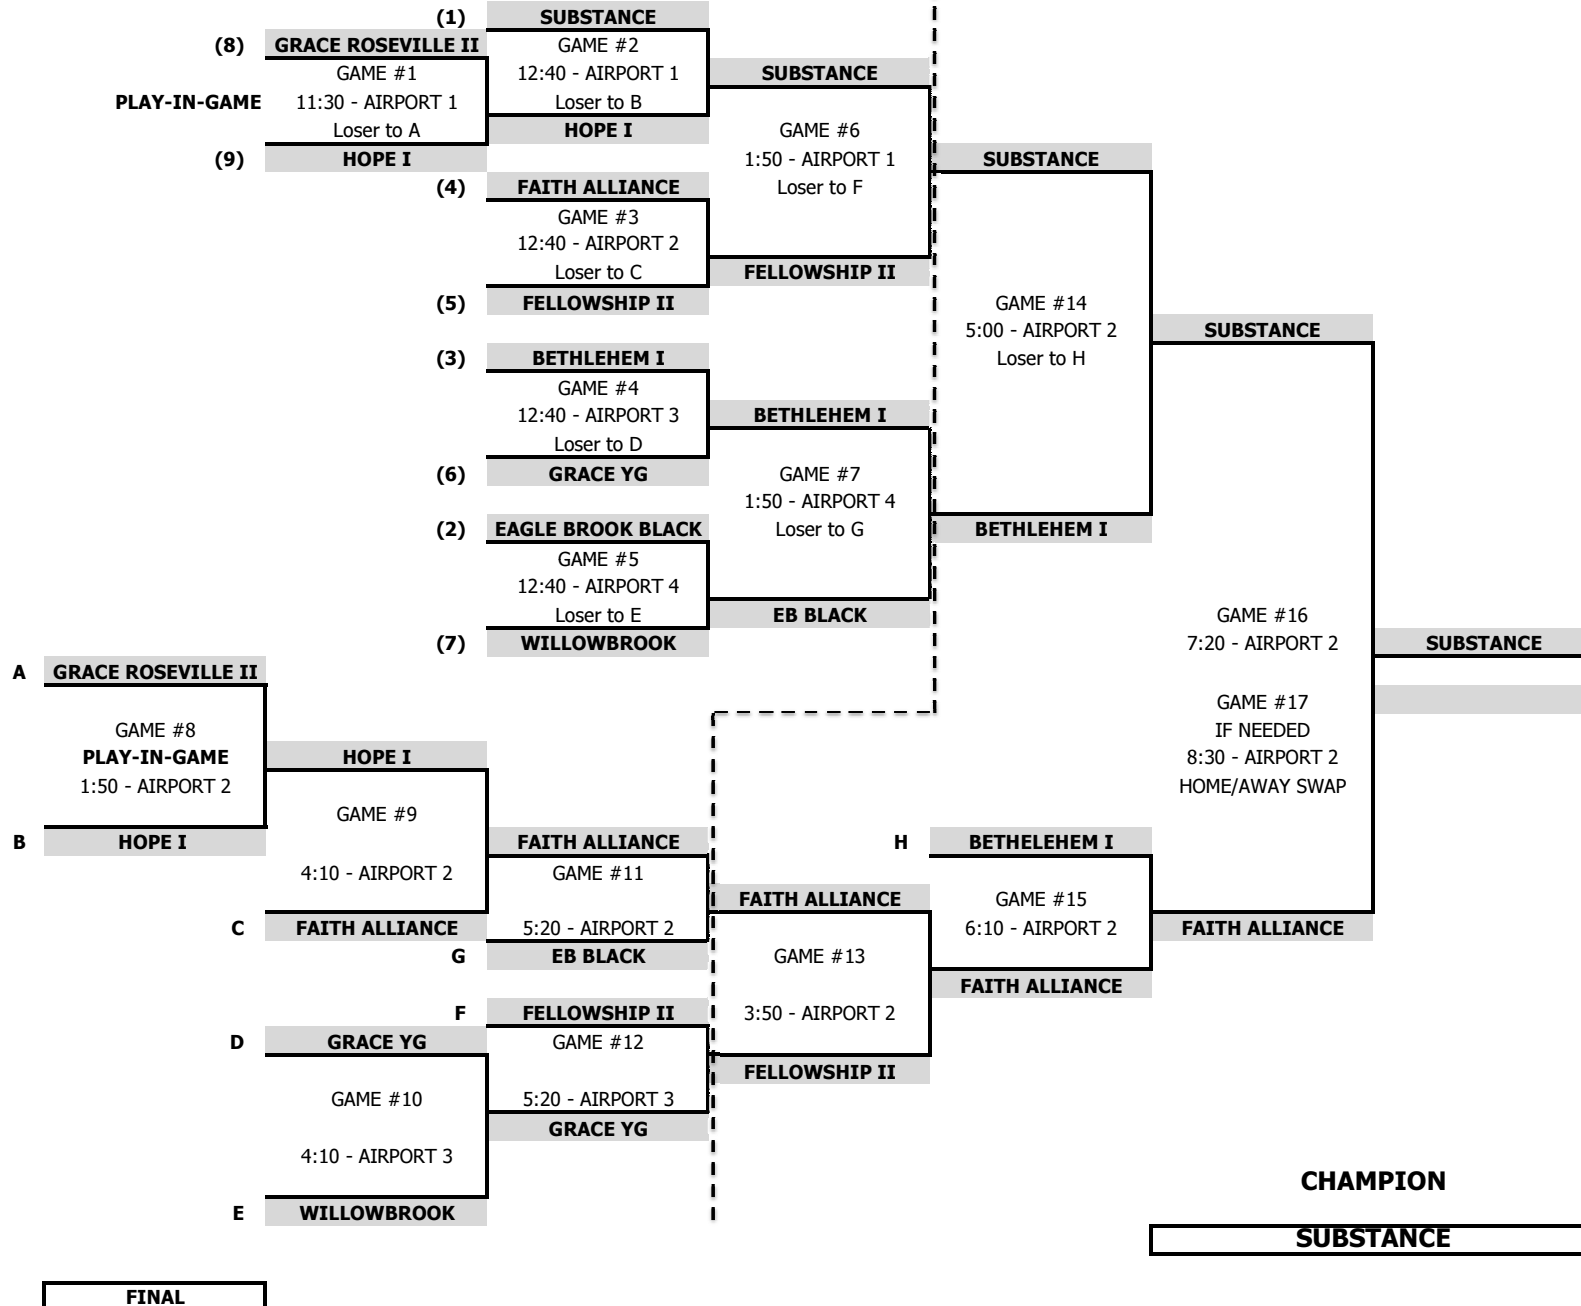 (1) SUBSTANCE
(8) GRACE ROSEVILLE II
GAME #2
GAME #1
12:40 - AIRPORT 1
SUBSTANCE
PLAY-IN-GAME
11:30 - AIRPORT 1
Loser to B
Loser to A
HOPE I
GAME #6
(9) HOPE I
1:50 - AIRPORT 1
SUBSTANCE
(4) FAITH ALLIANCE
Loser to F
GAME #3
12:40 - AIRPORT 2
Loser to C
FELLOWSHIP II
(5) FELLOWSHIP II
GAME #14
5:00 - AIRPORT 2
SUBSTANCE
(3) BETHLEHEM I
Loser to H
GAME #4
12:40 - AIRPORT 3
BETHLEHEM I
Loser to D
(6) GRACE YG
GAME #7
1:50 - AIRPORT 4
(2) EAGLE BROOK BLACK
Loser to G
BETHLEHEM I
GAME #5
12:40 - AIRPORT 4
Loser to E
EB BLACK
GAME #16
(7) WILLOWBROOK
7:20 - AIRPORT 2
SUBSTANCE
A GRACE ROSEVILLE II
GAME #17
GAME #8
IF NEEDED
PLAY-IN-GAME
HOPE I
8:30 - AIRPORT 2
1:50 - AIRPORT 2
HOME/AWAY SWAP
GAME #9
B HOPE I
FAITH ALLIANCE
H BETHELEHEM I
4:10 - AIRPORT 2
GAME #11
FAITH ALLIANCE
GAME #15
C FAITH ALLIANCE
5:20 - AIRPORT 2
6:10 - AIRPORT 2
FAITH ALLIANCE
G EB BLACK
GAME #13
FAITH ALLIANCE
F FELLOWSHIP II
3:50 - AIRPORT 2
D GRACE YG
GAME #12
FELLOWSHIP II
GAME #10
5:20 - AIRPORT 3
GRACE YG
4:10 - AIRPORT 3
CHAMPION
E WILLOWBROOK
SUBSTANCE
FINAL